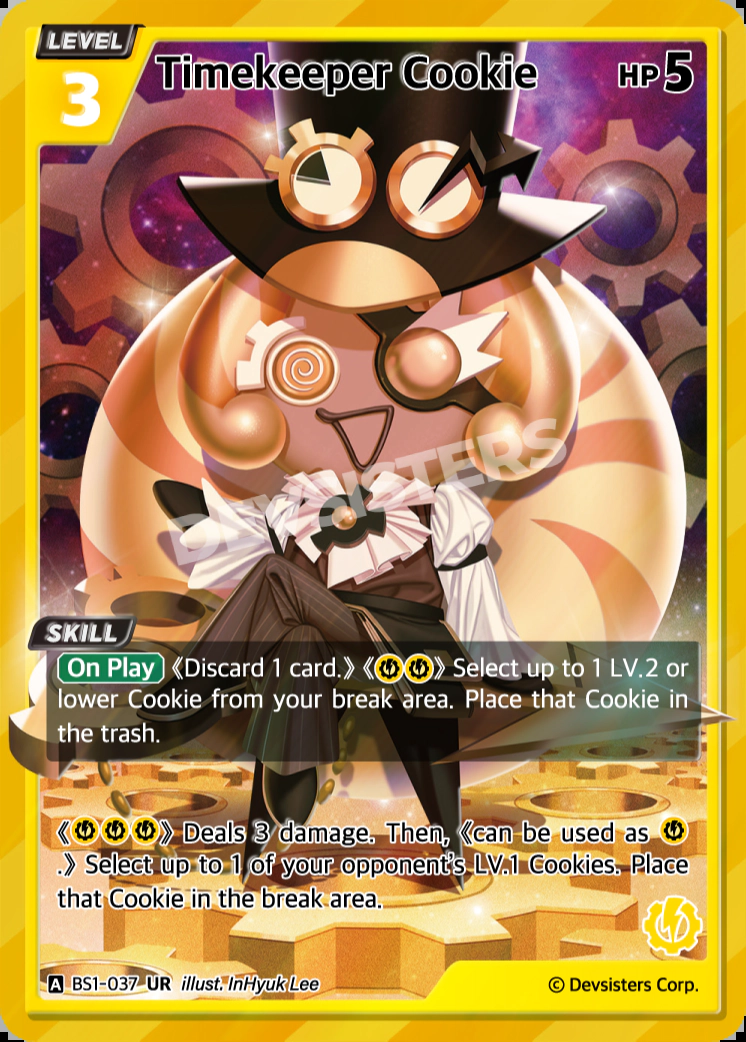 LEVEL
3
Timekeeper Cookie
HP 5
DEVSISTERS
SKILL
On Play 《Discard 1 card.》 《》 Select up to 1 LV.2 or
lower Cookie from your break area. Place that Cookie in
the trash.
《》 Deals 3 damage. Then, 《can be used as
.》 Select up to 1 of your opponent's LV.1 Cookies. Place
that Cookie in the break area.
A BS1-037 UR illust. InHyuk Lee
© Devsisters Corp.